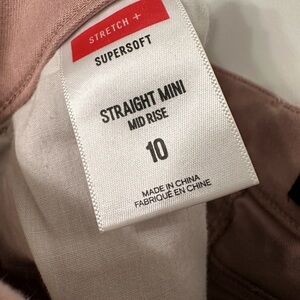 STRETCH +
SUPERSOFT
STRAIGHT MINI
MID RISE
10
MADE IN CHINA
FABRIQUÉ EN CHINE